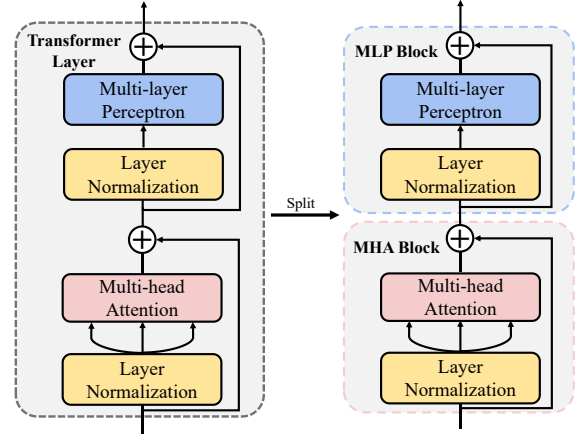 Transformer
Layer
Multi-layer
Perceptron
Layer
Normalization
Multi-head
Attention
Layer
Normalization
Split
MLP Block
Multi-layer
Perceptron
Layer
Normalization
MHA Block
Multi-head
Attention
Layer
Normalization